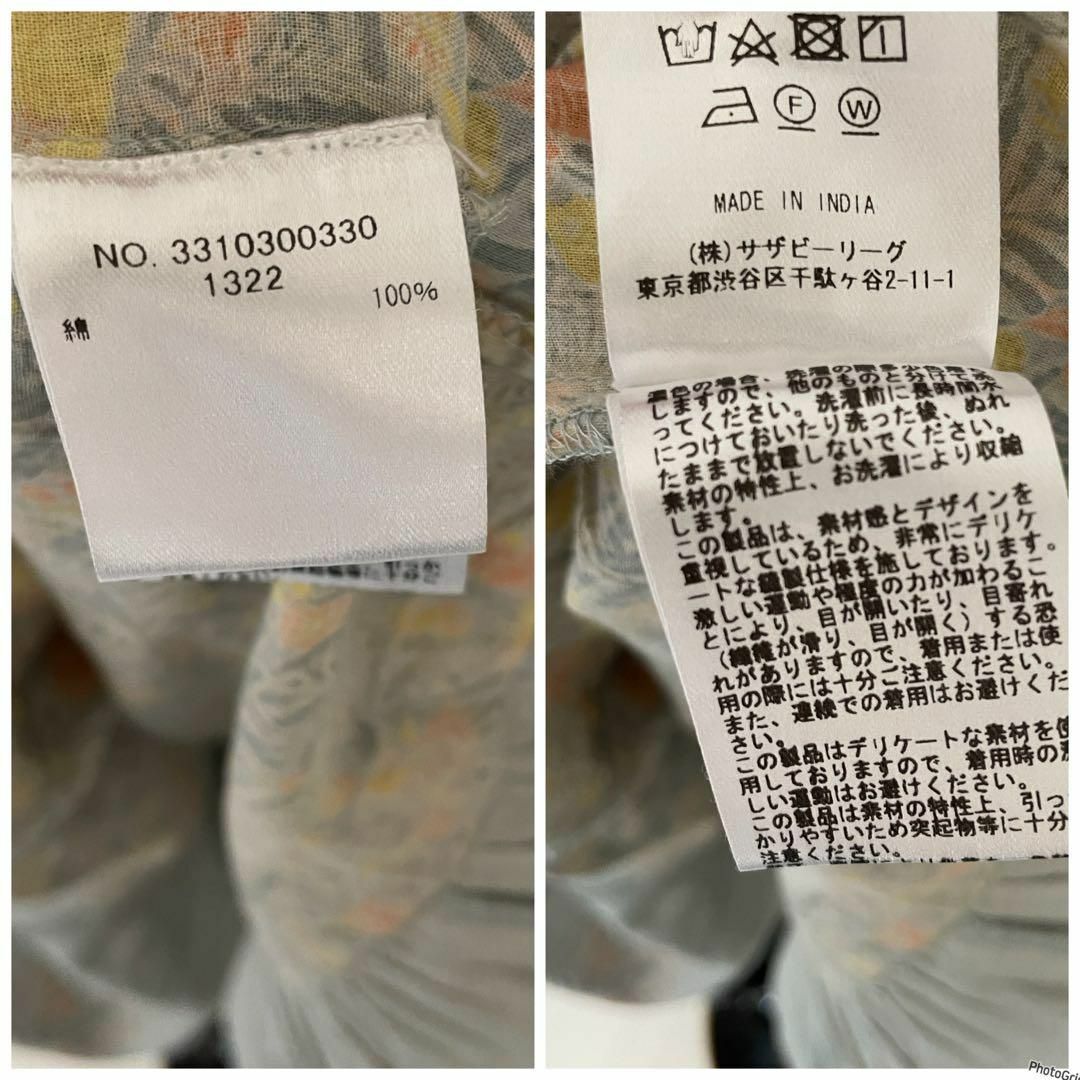 NO. 3310300330
1322
綿 100%
F W
MADE IN INDIA
(株)サザビーリーグ
東京都渋谷区千駄ヶ谷2-11-1
しますので、他のものと分けて
ってください。洗濯前に長時間水
につけておいたり洗った後、ぬれ
たままで放置しないでください。
素材の特性上、お洗濯により収縮
します。
この製品は、素材感とデザインを
重視しているため、非常にデリケ
ートな縫製仕様を施しております。
激しい運動や極度の力が加わるこ
とにより、目が開いたり、目寄れ
(繊維が滑り、目が開く)する恐
れがありますので、着用または使
用の際には十分ご注意ください。
また、連続での着用はお避けくだ
さい。
この製品はデリケートな素材を使
用しておりますので、着用時の激
しい運動はお避けください。
この製品は素材の特性上、引っ
かりやすいため突起物等に十分
注意ください。
PhotoGri